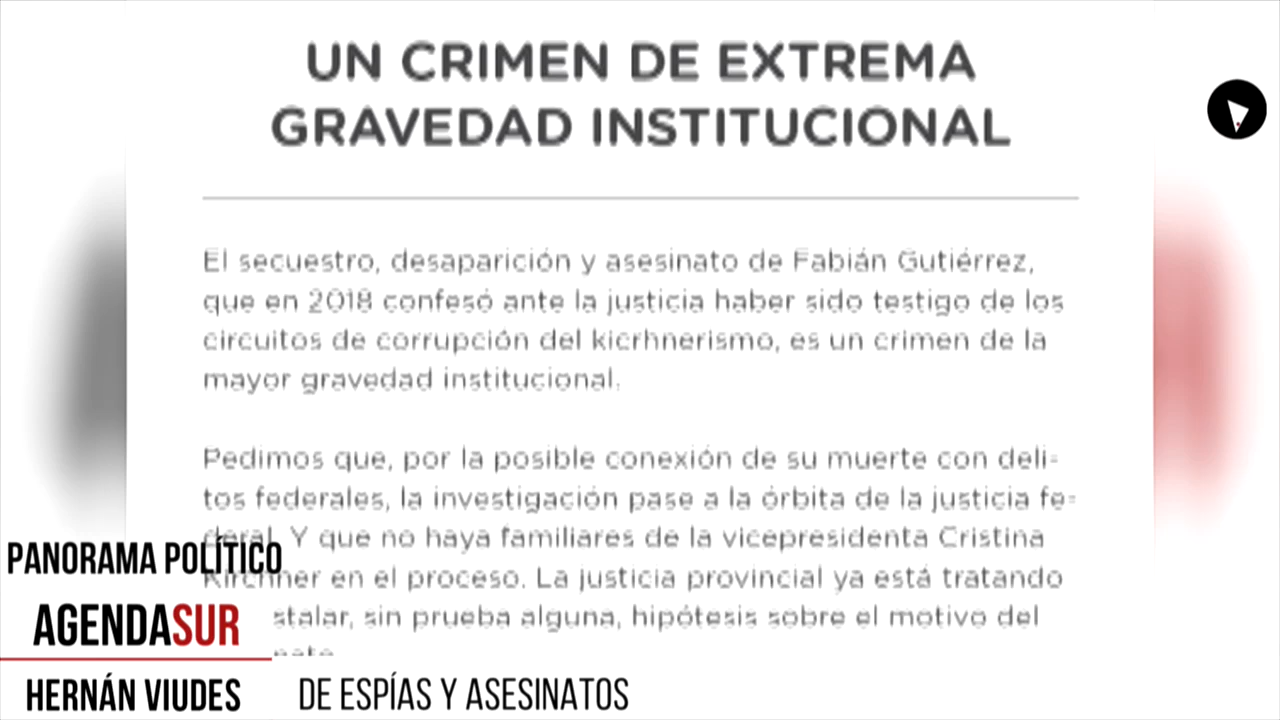 UN CRIMEN DE EXTREMA
GRAVEDAD INSTITUCIONAL
El secuestro, desaparición y asesinato de Fabián Gutiérrez,
que en 2018 confesó ante la justicia haber sido testigo de los
circuitos de corrupción del kicrhnerismo, es un crimen de la
mayor gravedad institucional.
Pedimos que, por la posible conexión de su muerte con deli-
tos federales, la investigación pase a la órbita de la justicia fe-
deral. Y que no haya familiares de la vicepresidenta Cristina
Kirchner en el proceso. La justicia provincial ya está tratando
stalar, sin prueba alguna, hipótesis sobre el motivo del
PANORAMA POLÍTICO
AGENDASUR
HERNÁN VIUDES
DE ESPÍAS Y ASESINATOS